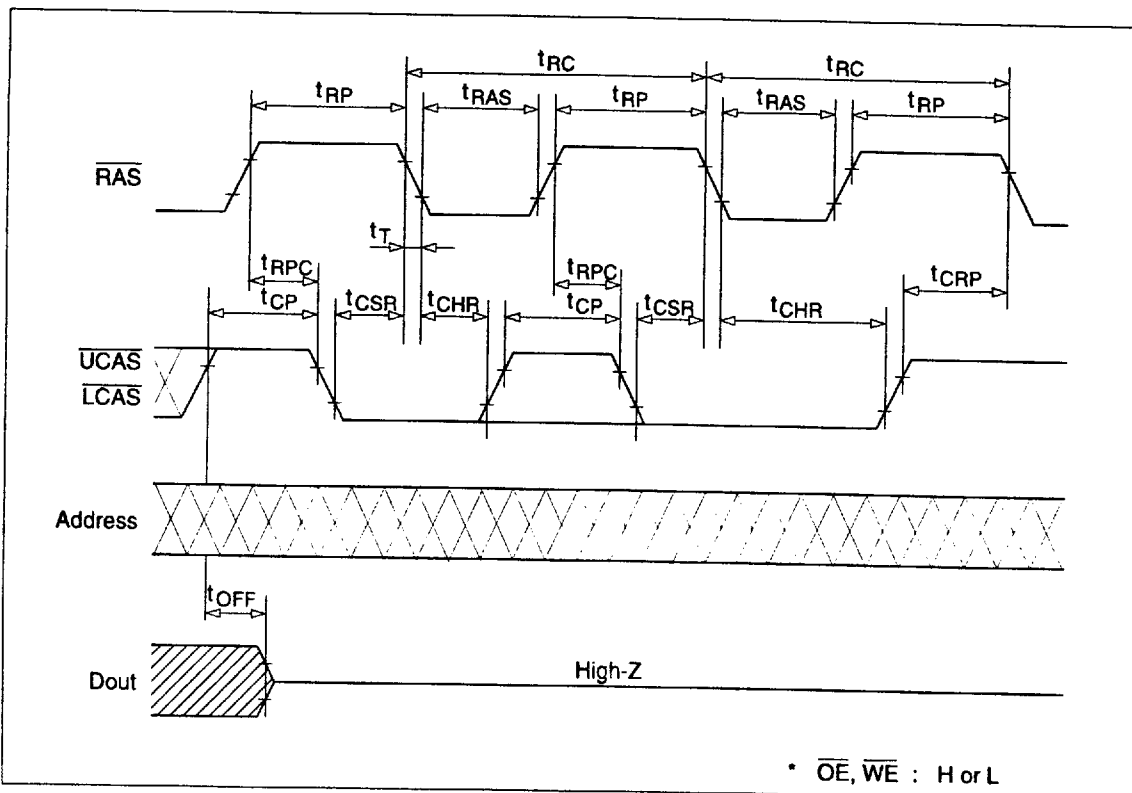 tRC tRC
tRP tRAS tRP tRAS tRP
RAS
tT
tRPC tRPC tCRP
tCP tCSR tCHR tCP tCSR tCHR
UCAS
LCAS
Address
tOFF
High-Z
Dout
* OE, WE : H or L